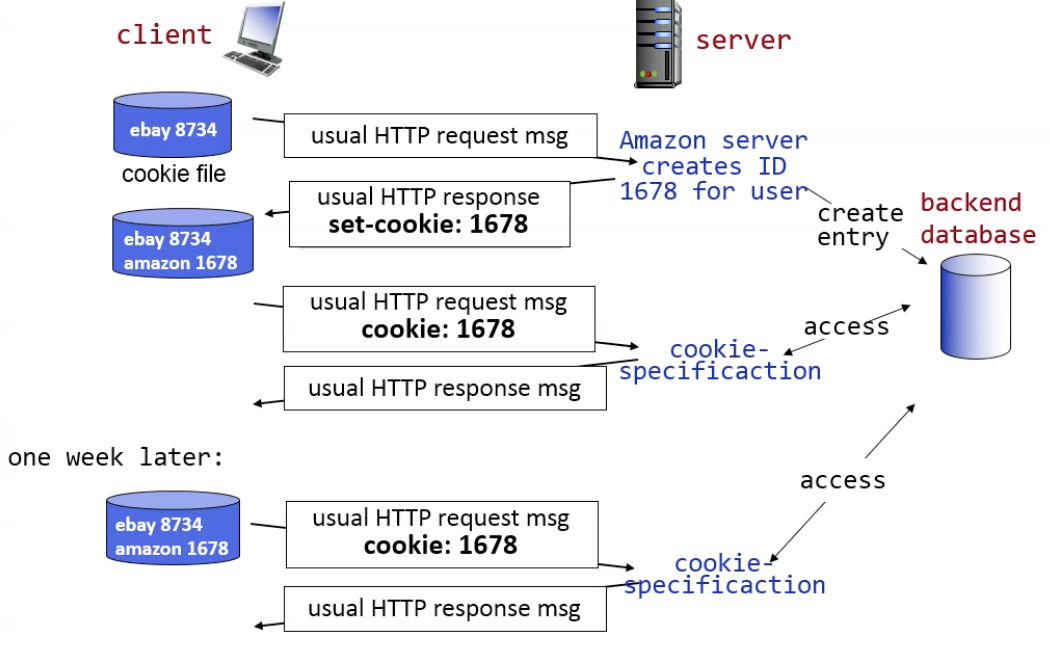 client
server
ebay 8734
cookie file
usual HTTP request msg
Amazon server
creates ID
1678 for user
usual HTTP response
set-cookie: 1678
create
entry
backend
database
ebay 8734
amazon 1678
usual HTTP request msg
cookie: 1678
access
cookie-
specificaction
usual HTTP response msg
one week later:
access
ebay 8734
amazon 1678
usual HTTP request msg
cookie: 1678
cookie-
specificaction
usual HTTP response msg